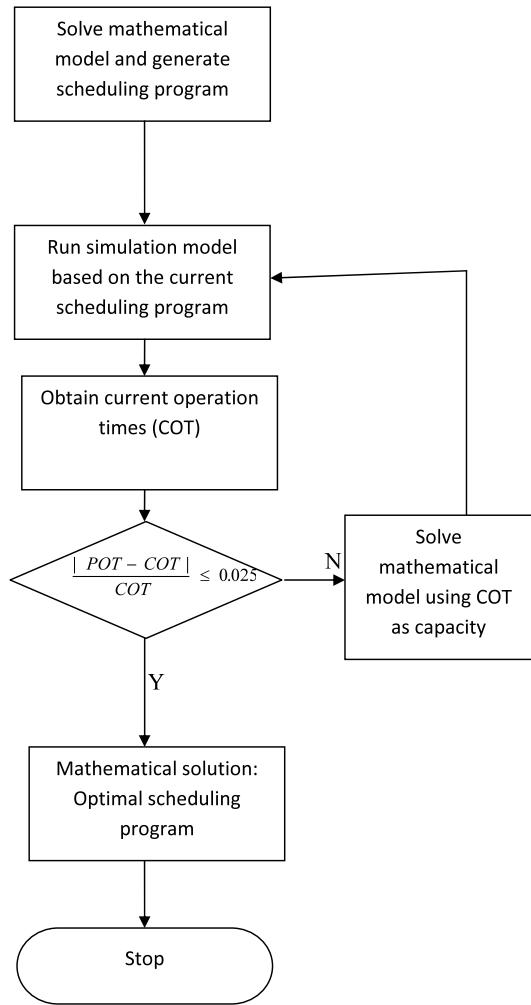 Solve mathematical
model and generate
scheduling program
Run simulation model
based on the current
scheduling program
Obtain current operation
times (COT)
| POT − COT | / COT ≤ 0.025
N
Solve
mathematical
model using COT
as capacity
Y
Mathematical solution:
Optimal scheduling
program
Stop